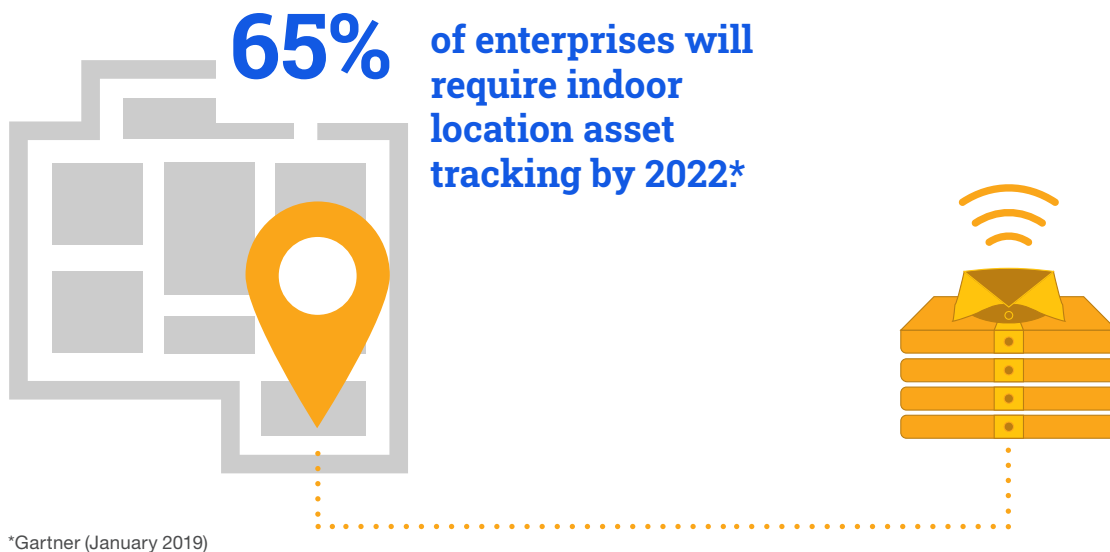 65%
of enterprises will
require indoor
location asset
tracking by 2022.*
*Gartner (January 2019)